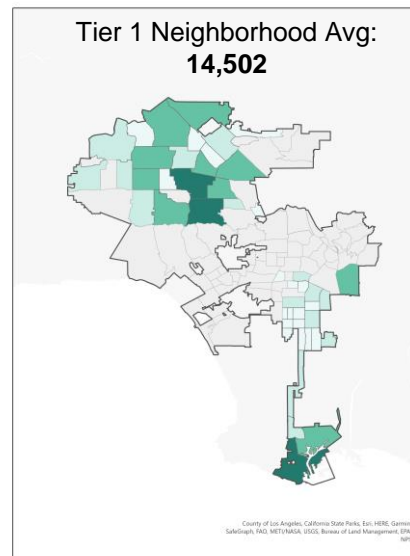 Tier 1 Neighborhood Avg:
14,502
County of Los Angeles, California State Parks, Esri, HERE, Garmin,
SafeGraph, FAO, METI/NASA, USGS, Bureau of Land Management, EPA,
NPS